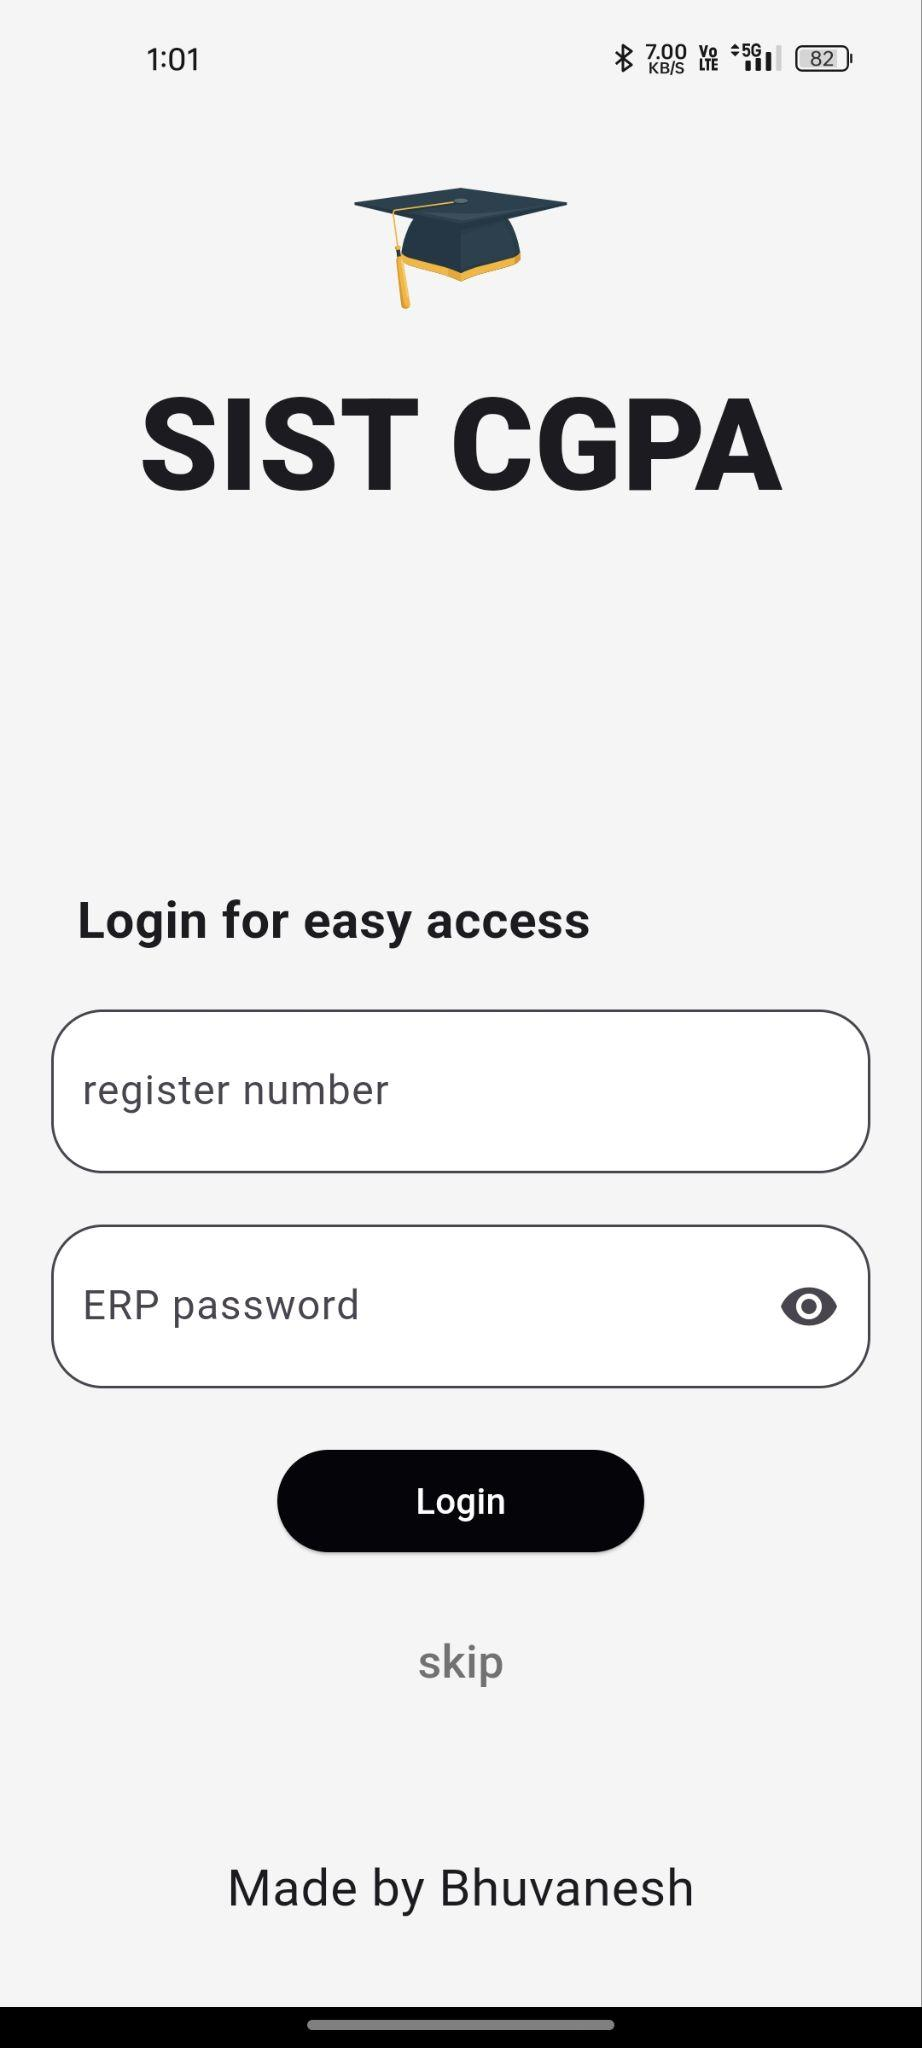 1:01 7.00 KB/S Vo LTE 5G 82
SIST CGPA
Login for easy access
register number
ERP password
Login
skip
Made by Bhuvanesh